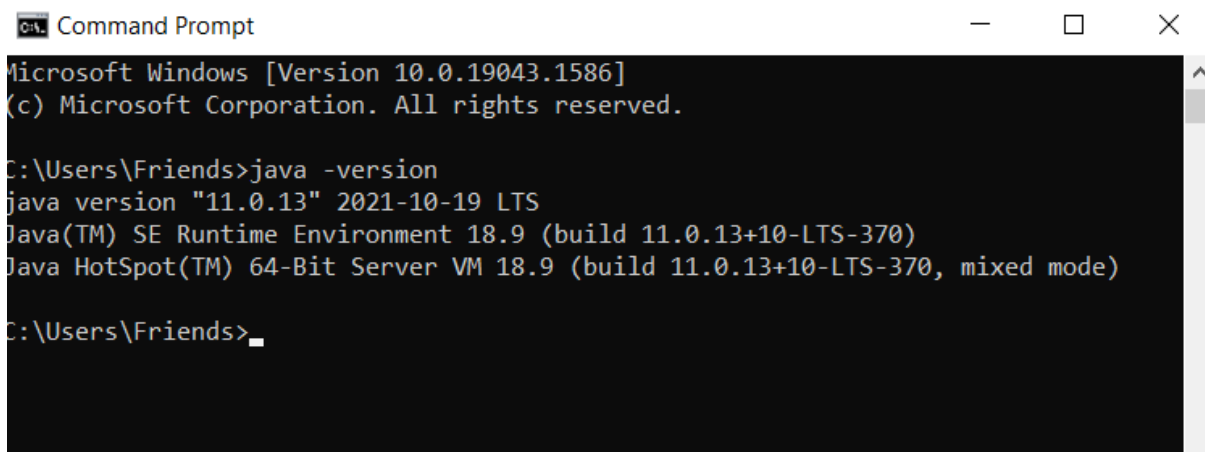 Command Prompt
Microsoft Windows [Version 10.0.19043.1586]
(c) Microsoft Corporation. All rights reserved.
C:\Users\Friends>java -version
java version "11.0.13" 2021-10-19 LTS
Java(TM) SE Runtime Environment 18.9 (build 11.0.13+10-LTS-370)
Java HotSpot(TM) 64-Bit Server VM 18.9 (build 11.0.13+10-LTS-370, mixed mode)
C:\Users\Friends>